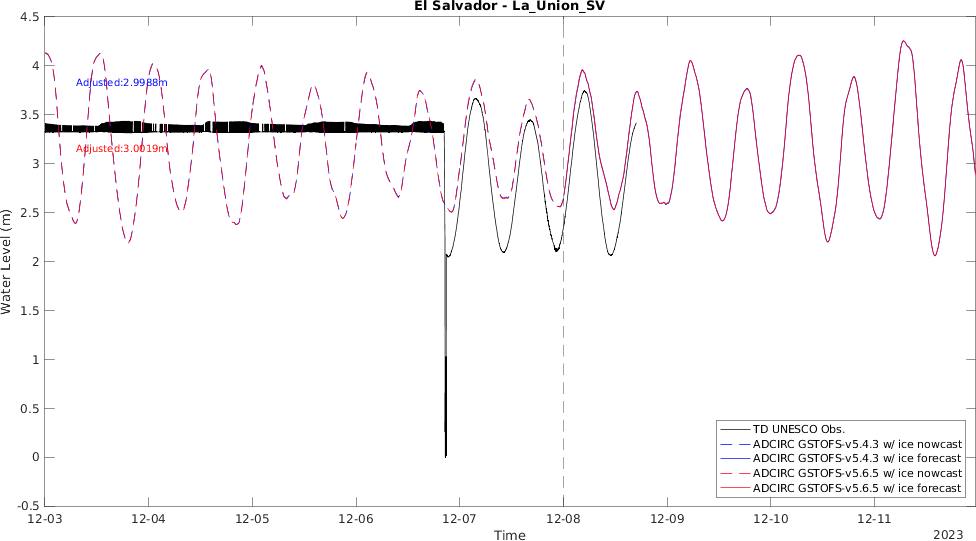 El Salvador - La_Union_SV
Water Level (m)
4.5
4
3.5
3
2.5
2
1.5
1
0.5
0
-0.5
Adjusted:2.9988m
Adjusted:3.0019m
TD UNESCO Obs.
ADCIRC GSTOFS-v5.4.3 w/ ice nowcast
ADCIRC GSTOFS-v5.4.3 w/ ice forecast
ADCIRC GSTOFS-v5.6.5 w/ ice nowcast
ADCIRC GSTOFS-v5.6.5 w/ ice forecast
12-03 12-04 12-05 12-06 12-07 12-08 12-09 12-10 12-11
Time
2023